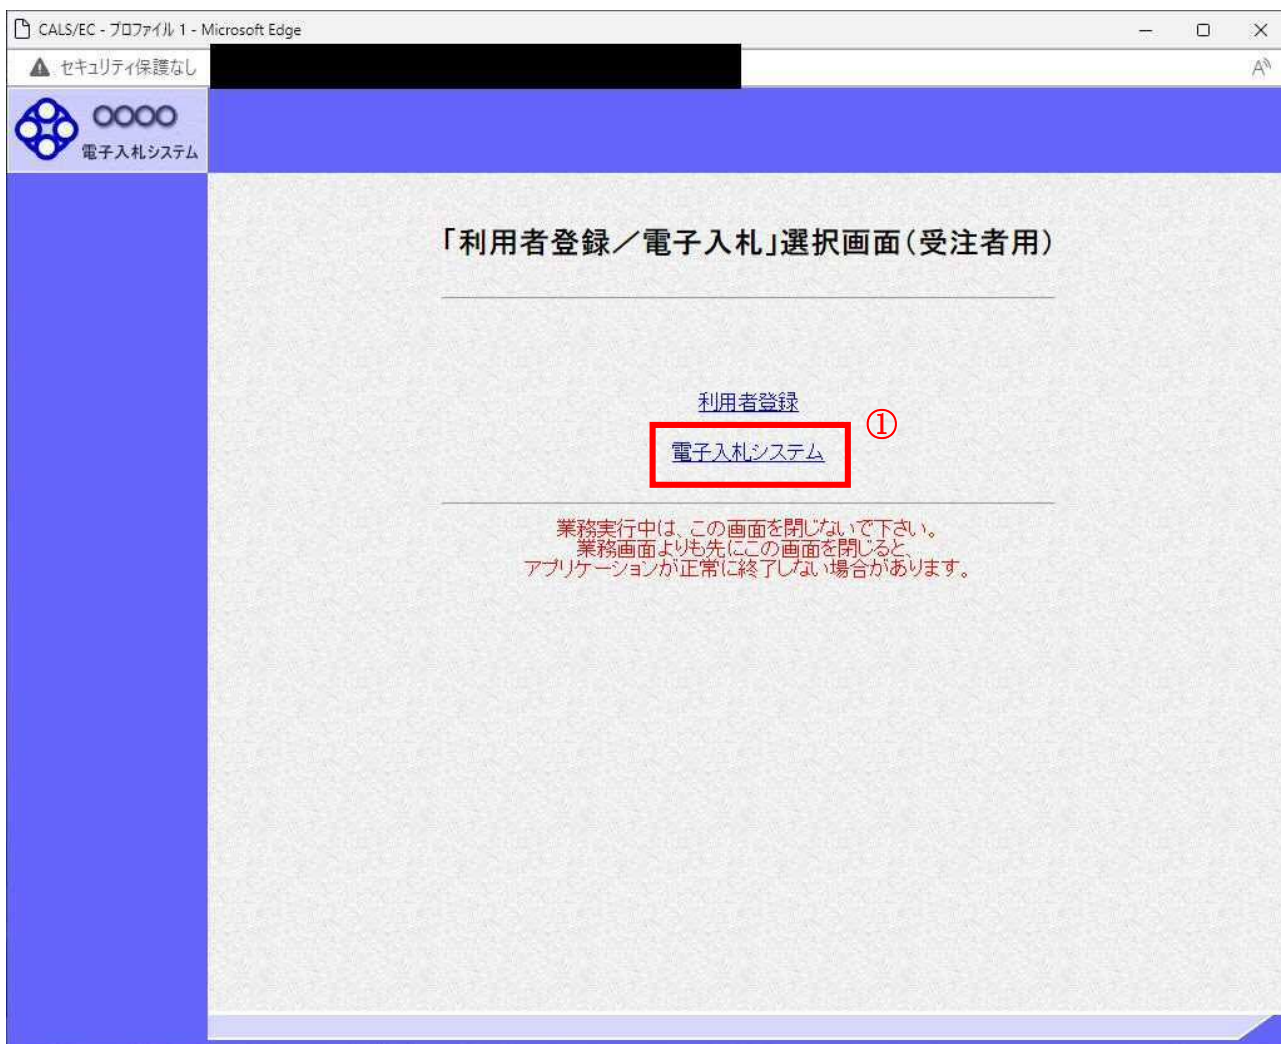 CALS/EC - プロファイル 1 - Microsoft Edge
セキュリティ保護なし
A
○○○○
電子入札システム
「利用者登録／電子入札」選択画面(受注者用)
利用者登録
①
電子入札システム
業務実行中は、この画面を閉じないで下さい。
業務画面よりも先にこの画面を閉じると、
アプリケーションが正常に終了しない場合があります。